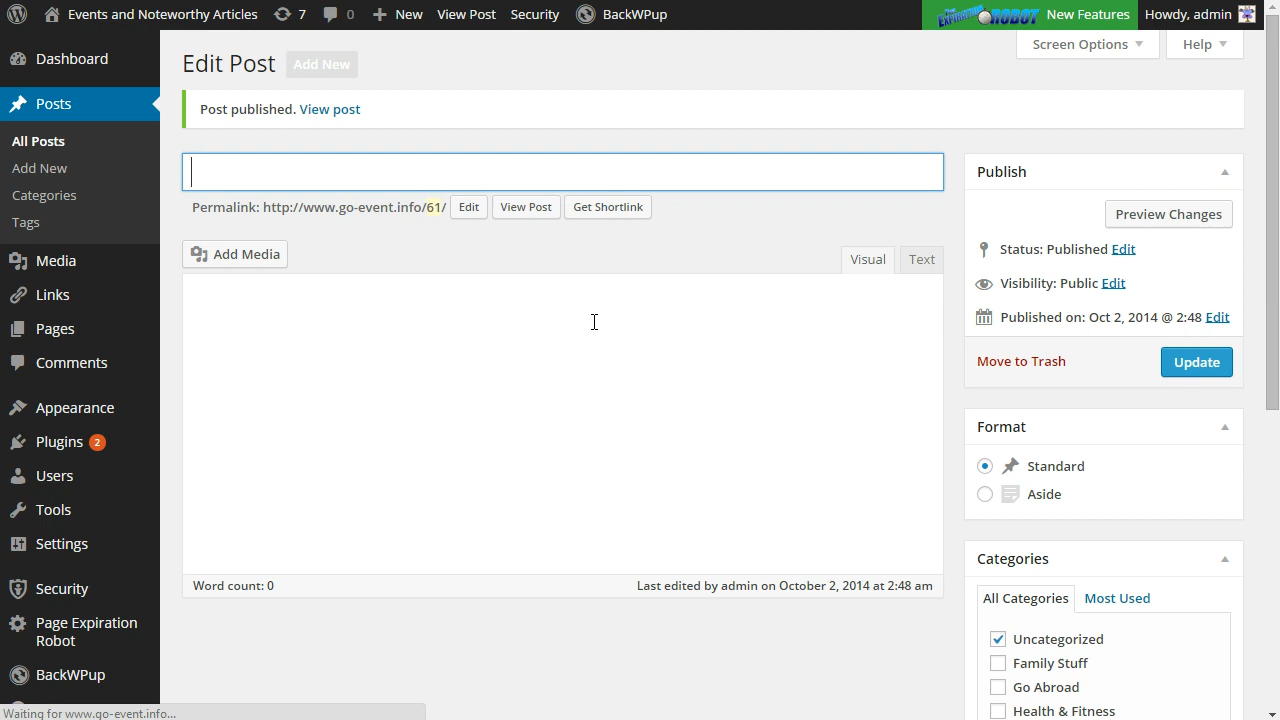 Events and Noteworthy Articles 7 0 New View Post Security BackWPup ROBOT New Features Howdy, admin
Screen Options Help
Dashboard
Posts
All Posts
Add New
Categories
Tags
Media
Links
Pages
Comments
Appearance
Plugins 2
Users
Tools
Settings
Security
Page Expiration
Robot
BackWPup
Edit Post Add New
Post published. View post
Permalink: http://www.go-event.info/61/ Edit View Post Get Shortlink
Add Media
Visual Text
Word count: 0 Last edited by admin on October 2, 2014 at 2:48 am
Publish
Preview Changes
Status: Published Edit
Visibility: Public Edit
Published on: Oct 2, 2014 @ 2:48 Edit
Move to Trash Update
Format
Standard
Aside
Categories
All Categories Most Used
Uncategorized
Family Stuff
Go Abroad
Health & Fitness
Waiting for www.go-event.info...